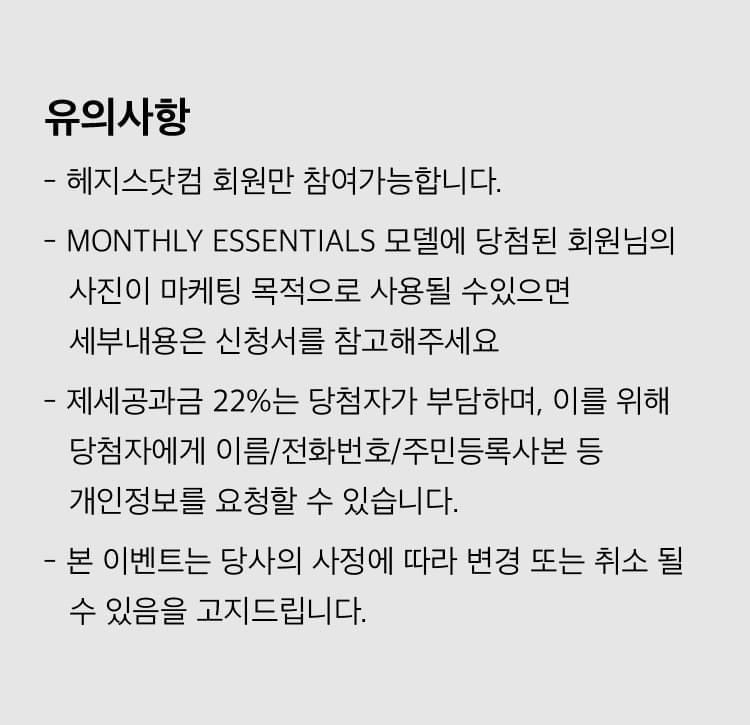 유의사항
- 헤지스닷컴 회원만 참여가능합니다.
- MONTHLY ESSENTIALS 모델에 당첨된 회원님의
사진이 마케팅 목적으로 사용될 수있으면
세부내용은 신청서를 참고해주세요
- 제세공과금 22%는 당첨자가 부담하며, 이를 위해
당첨자에게 이름/전화번호/주민등록사본 등
개인정보를 요청할 수 있습니다.
- 본 이벤트는 당사의 사정에 따라 변경 또는 취소 될
수 있음을 고지드립니다.